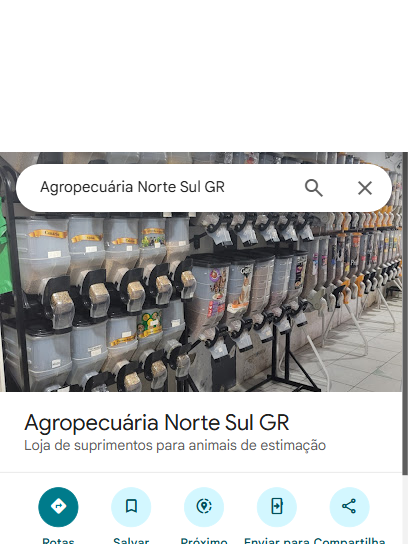 Agropecuária Norte Sul GR
Agropecuária Norte Sul GR
Loja de suprimentos para animais de estimação
Rotas Salvar Próximo Enviar para Compartilha